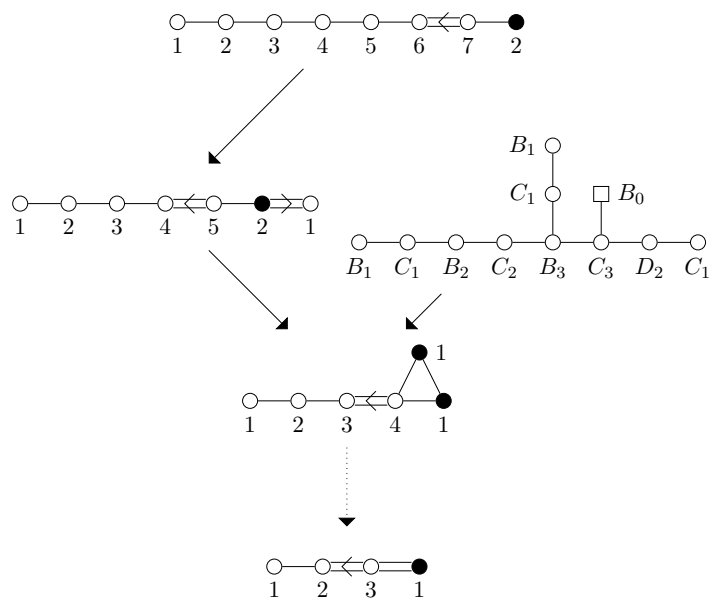 1 2 3 4 5 6 7 2
B₁
C₁ B₀
1 2 3 4 5 2 1
B₁ C₁ B₂ C₂ B₃ C₃ D₂ C₁
1
1 2 3 4 1
1 2 3 1